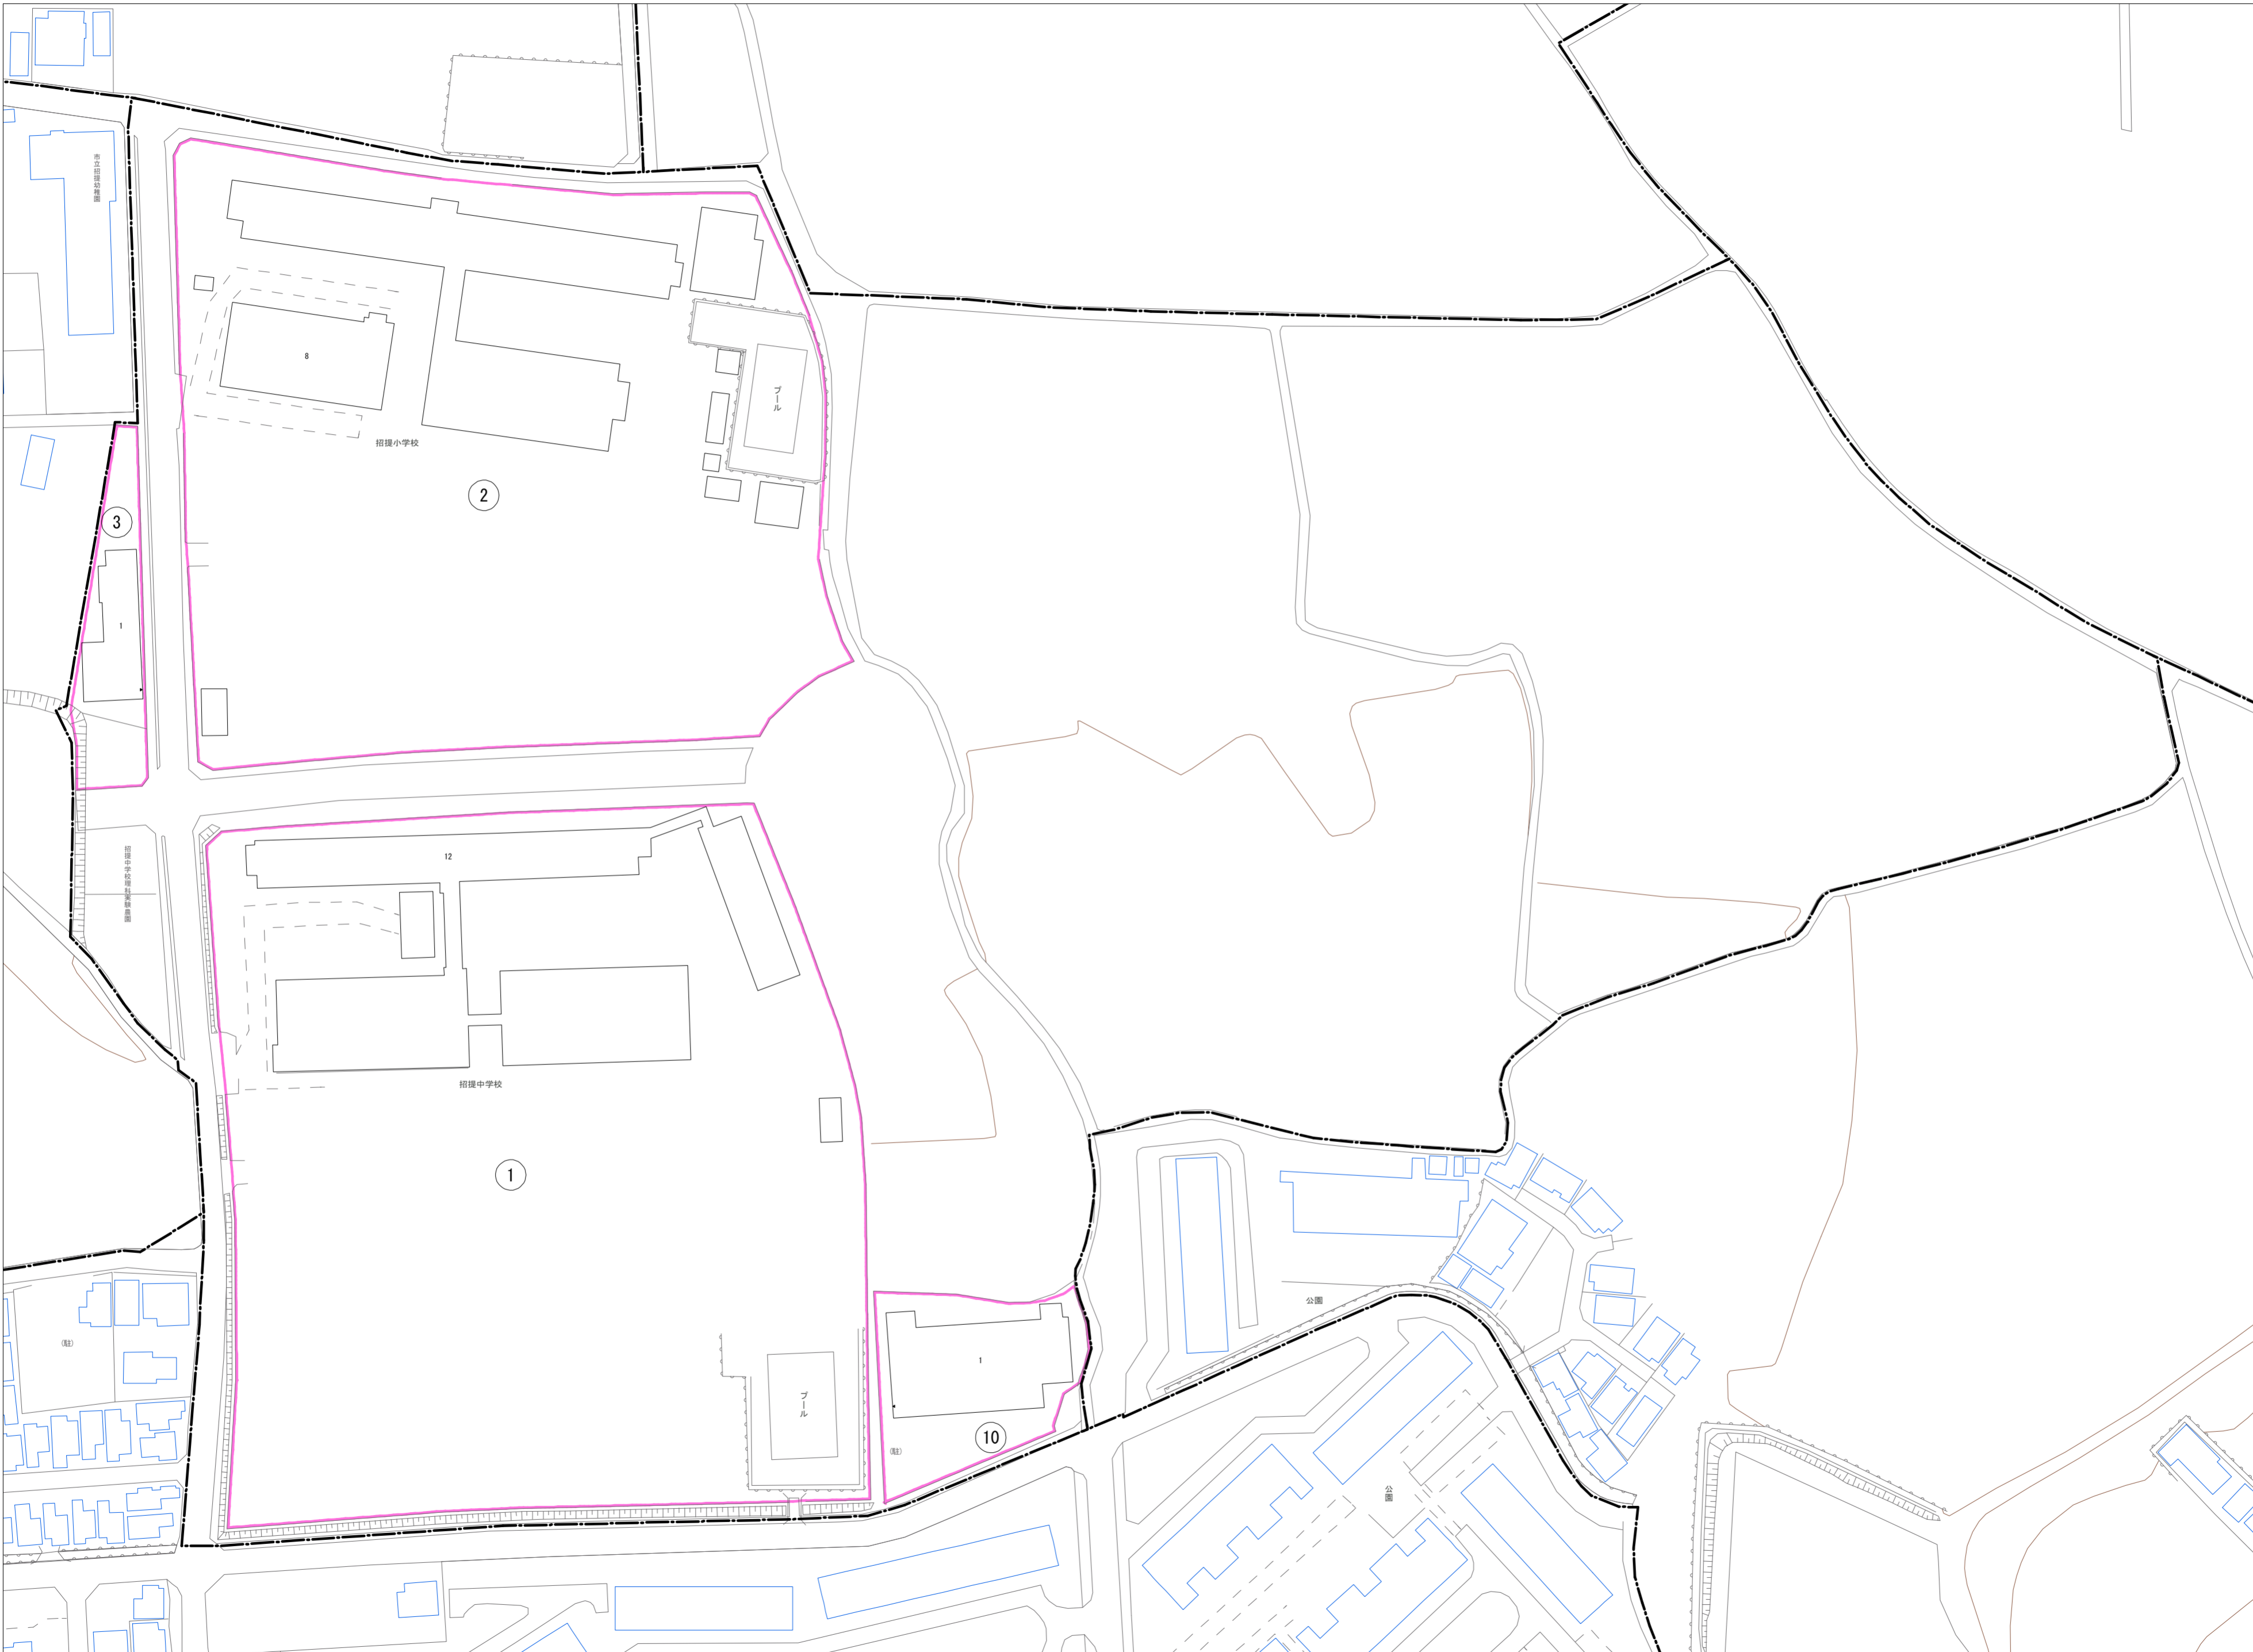 市立招提幼稚園
8
プール
招提小学校
2
3
1
12
招提中学校理科実験農園
招提中学校
1
公園
(駐)
1
プール
10
(駐)
公園